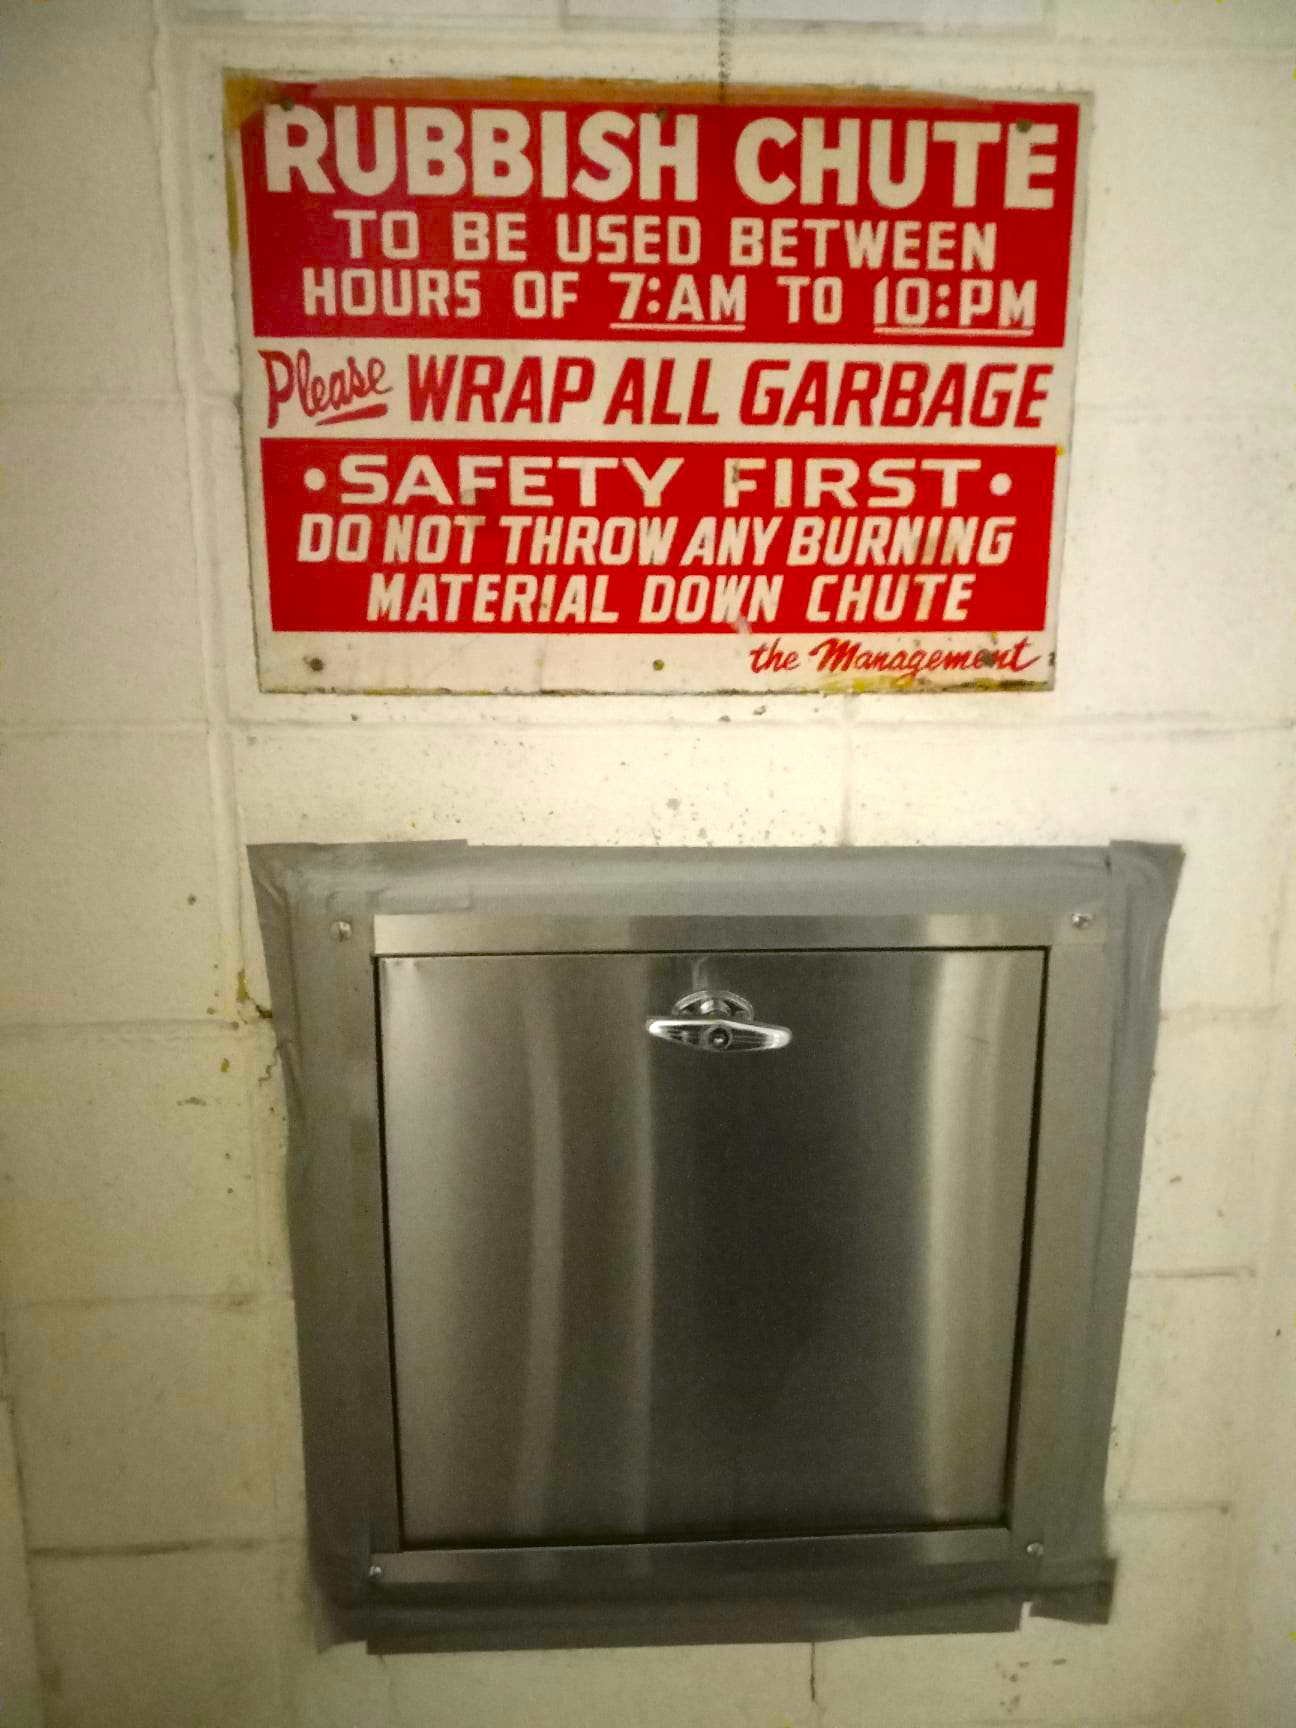 RUBBISH CHUTE
TO BE USED BETWEEN
HOURS OF 7:AM TO 10:PM
Please WRAP ALL GARBAGE
•SAFETY FIRST•
DO NOT THROW ANY BURNING
MATERIAL DOWN CHUTE
the Management